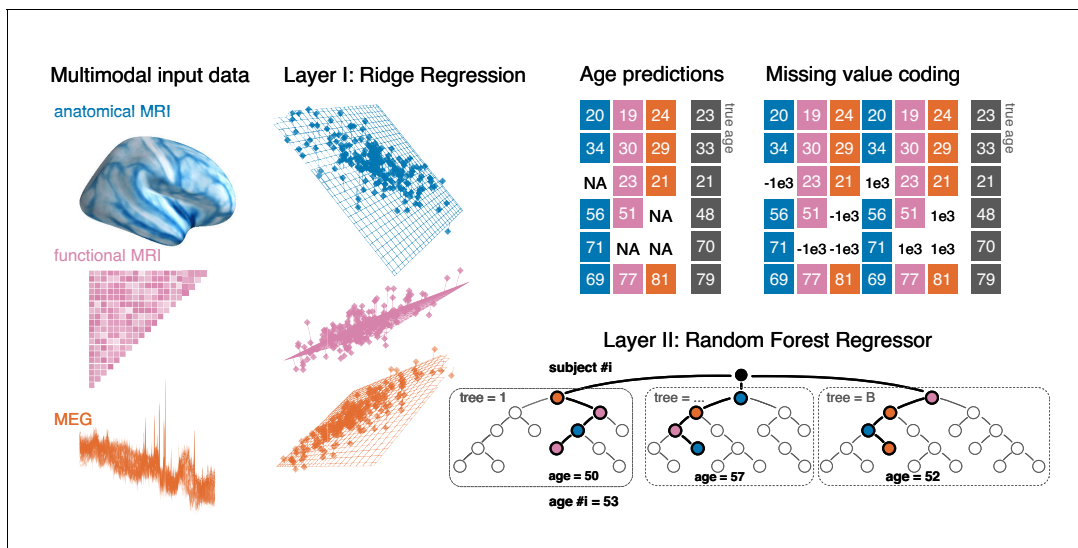 Multimodal input data
anatomical MRI
functional MRI
MEG
Layer I: Ridge Regression
Age predictions
20 19 24 23
34 30 29 33
NA 23 21 21
56 51 NA 48
71 NA NA 70
69 77 81 79
true age
Missing value coding
20 19 24 20 19 24 23
34 30 29 34 30 29 33
-1e3 23 21 1e3 23 21 21
56 51 -1e3 56 51 1e3 48
71 -1e3 -1e3 71 1e3 1e3 70
69 77 81 69 77 81 79
true age
Layer II: Random Forest Regressor
subject #i
tree = 1
tree = ...
tree = B
age = 50
age = 57
age = 52
age #i = 53